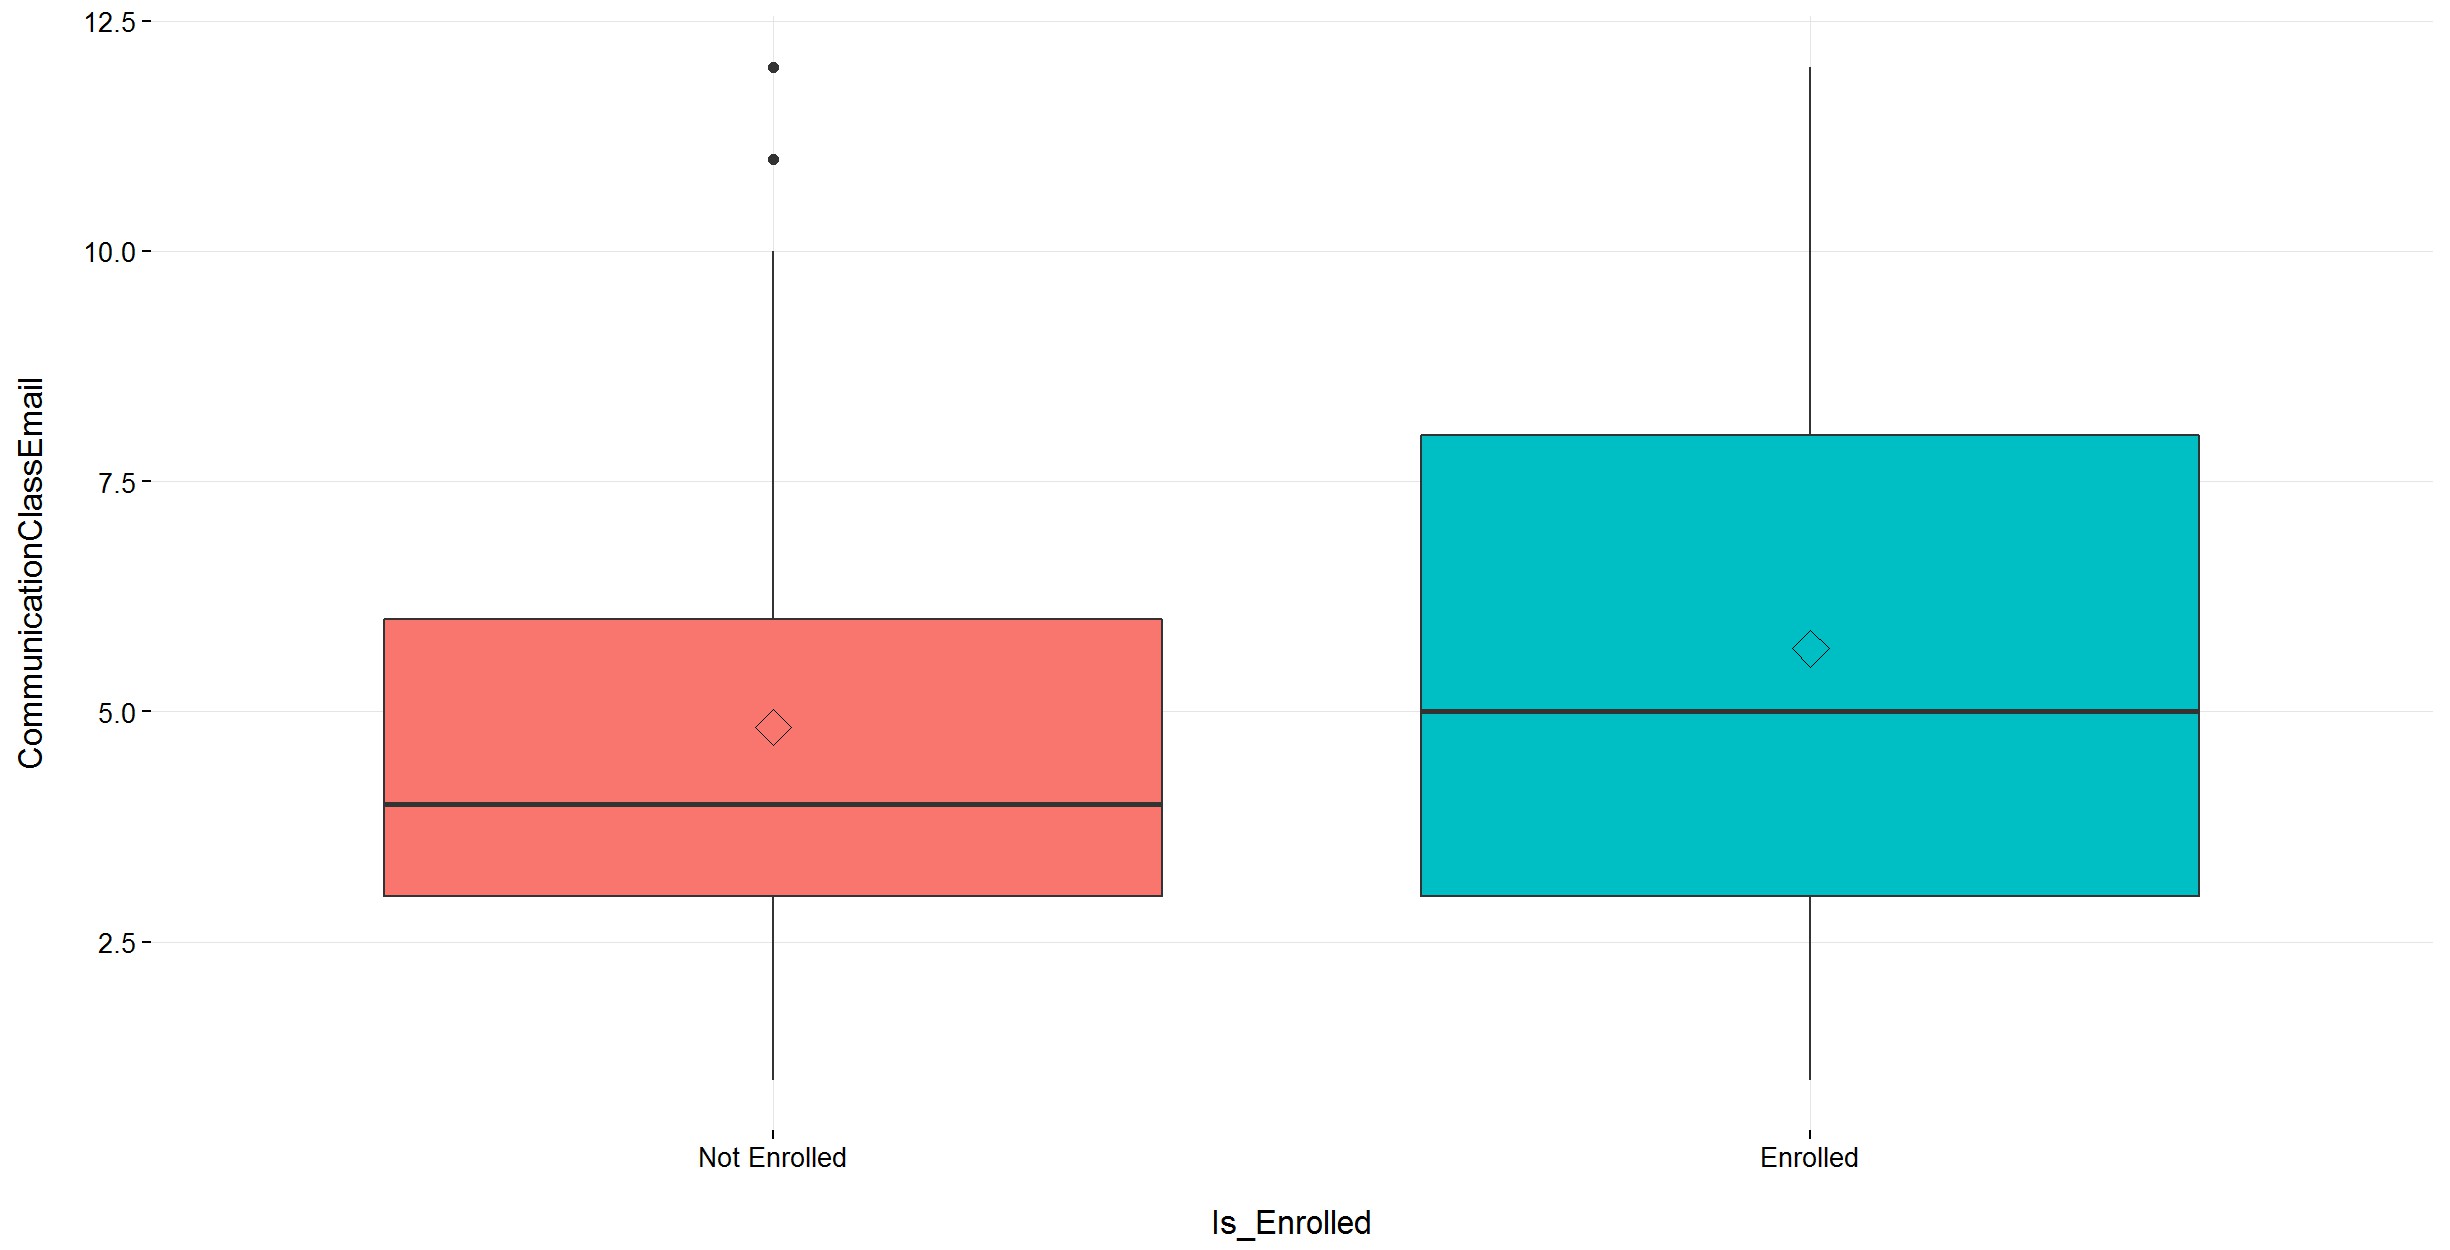 12.5
10.0
7.5
5.0
2.5
CommunicationClassEmail
Not Enrolled
Enrolled
Is_Enrolled